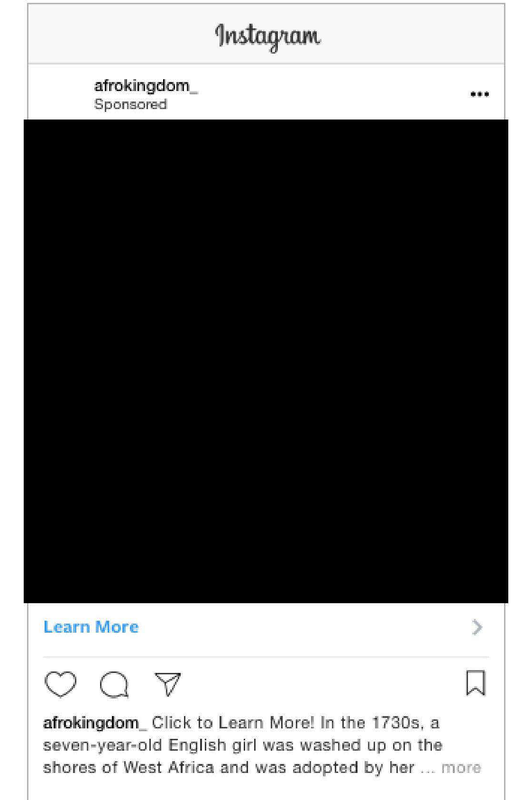 Instagram
afrokingdom_
Sponsored
Learn More
afrokingdom_ Click to Learn More! In the 1730s, a
seven-year-old English girl was washed up on the
shores of West Africa and was adopted by her ... more